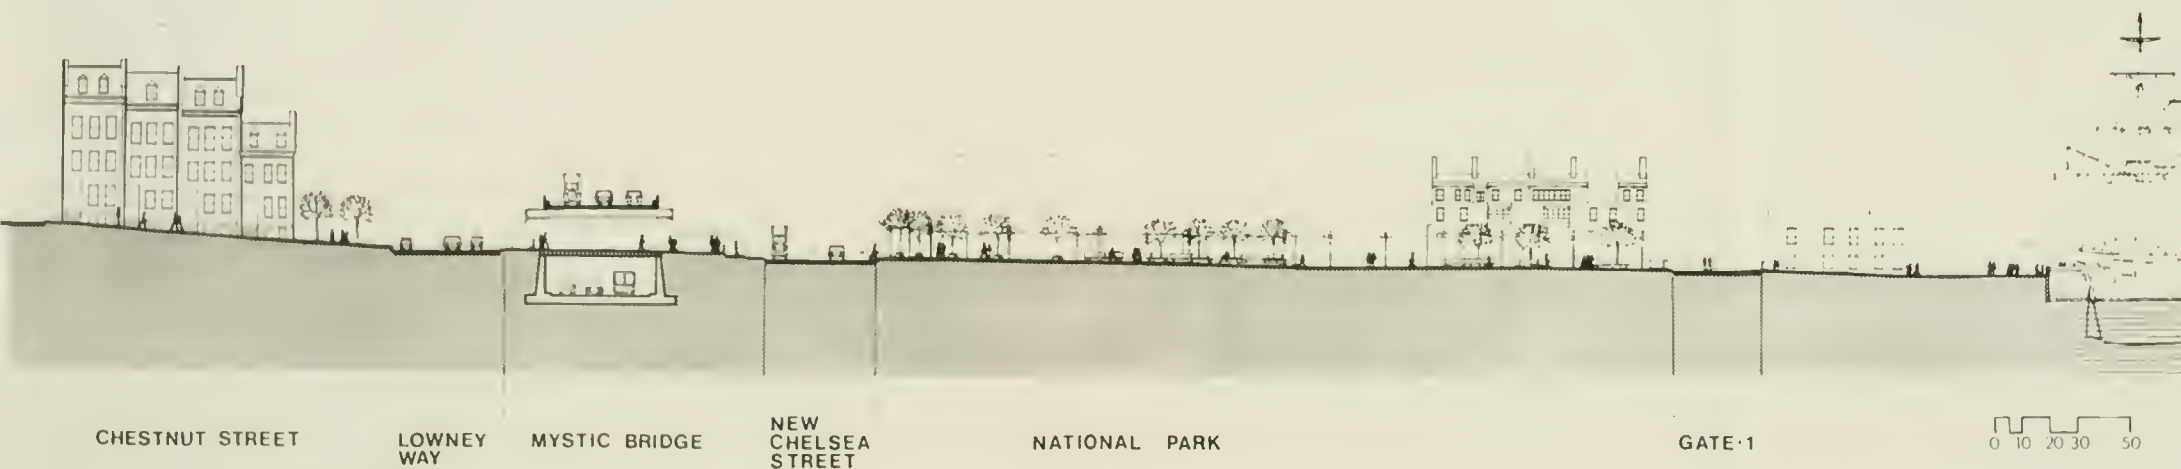 CHESTNUT STREET
LOWNEY
WAY
MYSTIC BRIDGE
NEW
CHELSEA
STREET
NATIONAL PARK
GATE·1
0 10 20 30 50